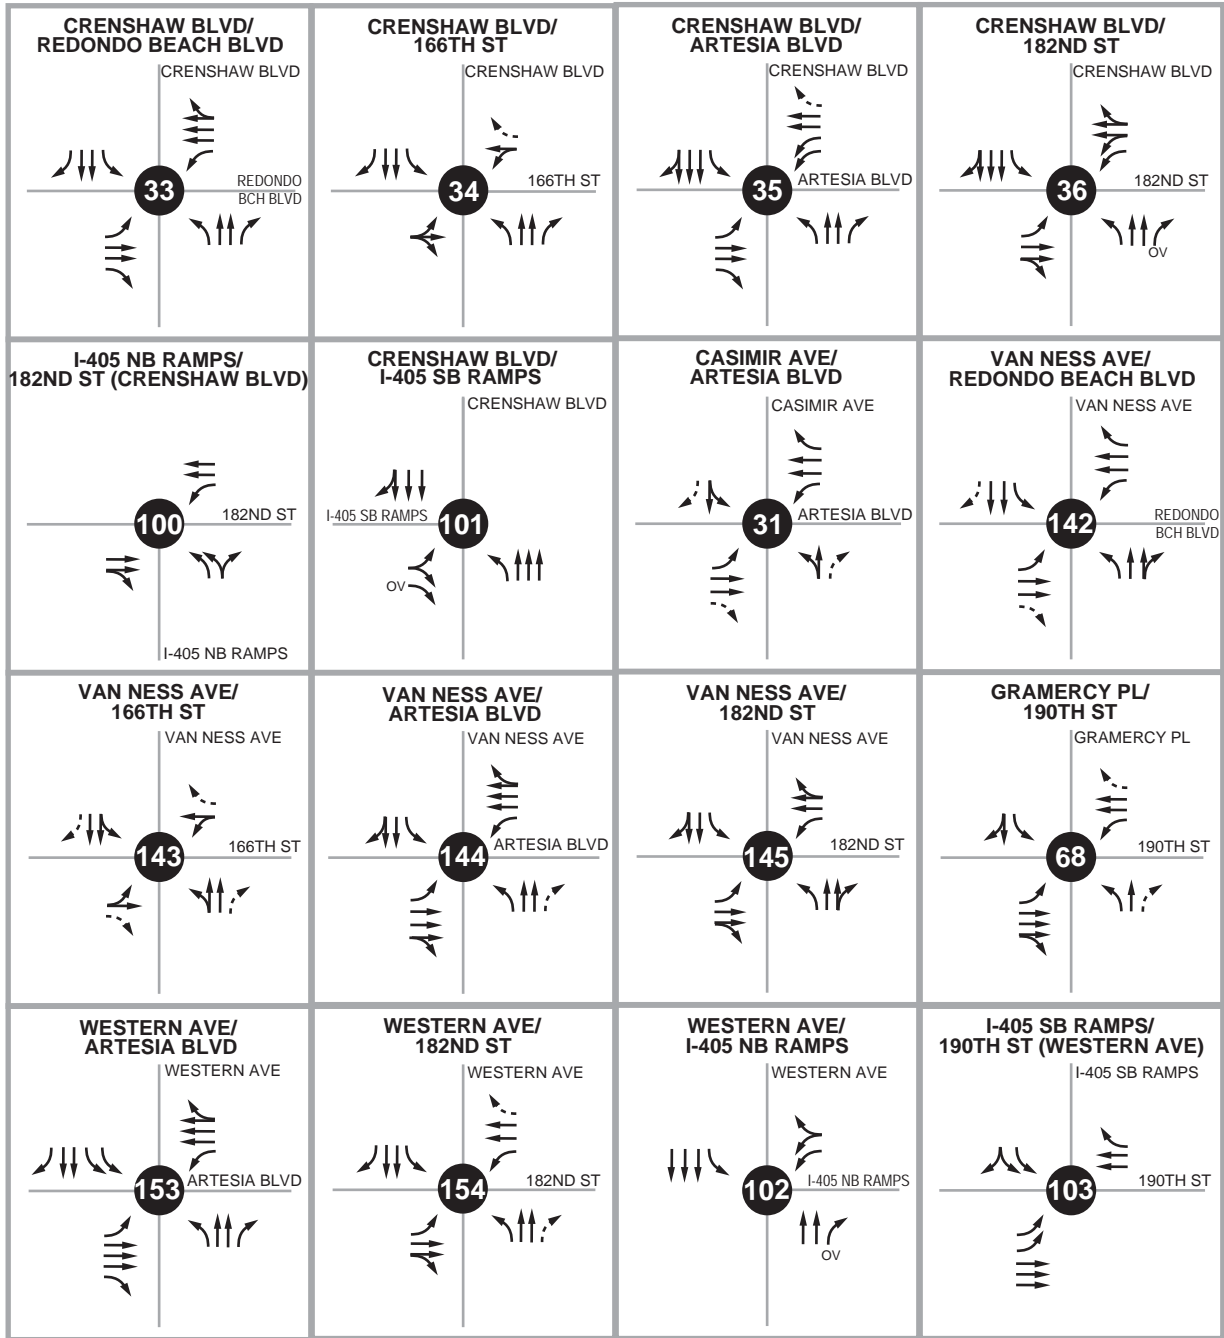 CRENSHAW BLVD/
REDONDO BEACH BLVD
CRENSHAW BLVD
33
REDONDO
BCH BLVD
CRENSHAW BLVD/
166TH ST
CRENSHAW BLVD
34
166TH ST
CRENSHAW BLVD/
ARTESIA BLVD
CRENSHAW BLVD
35
ARTESIA BLVD
CRENSHAW BLVD/
182ND ST
CRENSHAW BLVD
36
182ND ST
OV
I-405 NB RAMPS/
182ND ST (CRENSHAW BLVD)
100
182ND ST
I-405 NB RAMPS
CRENSHAW BLVD/
I-405 SB RAMPS
CRENSHAW BLVD
I-405 SB RAMPS
101
OV
CASIMIR AVE/
ARTESIA BLVD
CASIMIR AVE
31
ARTESIA BLVD
VAN NESS AVE/
REDONDO BEACH BLVD
VAN NESS AVE
142
REDONDO
BCH BLVD
VAN NESS AVE/
166TH ST
VAN NESS AVE
143
166TH ST
VAN NESS AVE/
ARTESIA BLVD
VAN NESS AVE
144
ARTESIA BLVD
VAN NESS AVE/
182ND ST
VAN NESS AVE
145
182ND ST
GRAMERCY PL/
190TH ST
GRAMERCY PL
68
190TH ST
WESTERN AVE/
ARTESIA BLVD
WESTERN AVE
153
ARTESIA BLVD
WESTERN AVE/
182ND ST
WESTERN AVE
154
182ND ST
WESTERN AVE/
I-405 NB RAMPS
WESTERN AVE
102
I-405 NB RAMPS
OV
I-405 SB RAMPS/
190TH ST (WESTERN AVE)
I-405 SB RAMPS
103
190TH ST